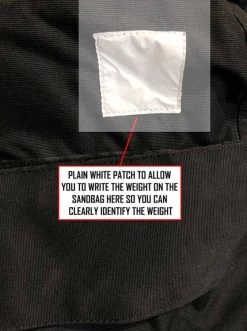 PLAIN WHITE PATCH TO ALLOW
YOU TO WRITE THE WEIGHT ON THE
SANDBAG HERE SO YOU CAN
CLEARLY IDENTIFY THE WEIGHT